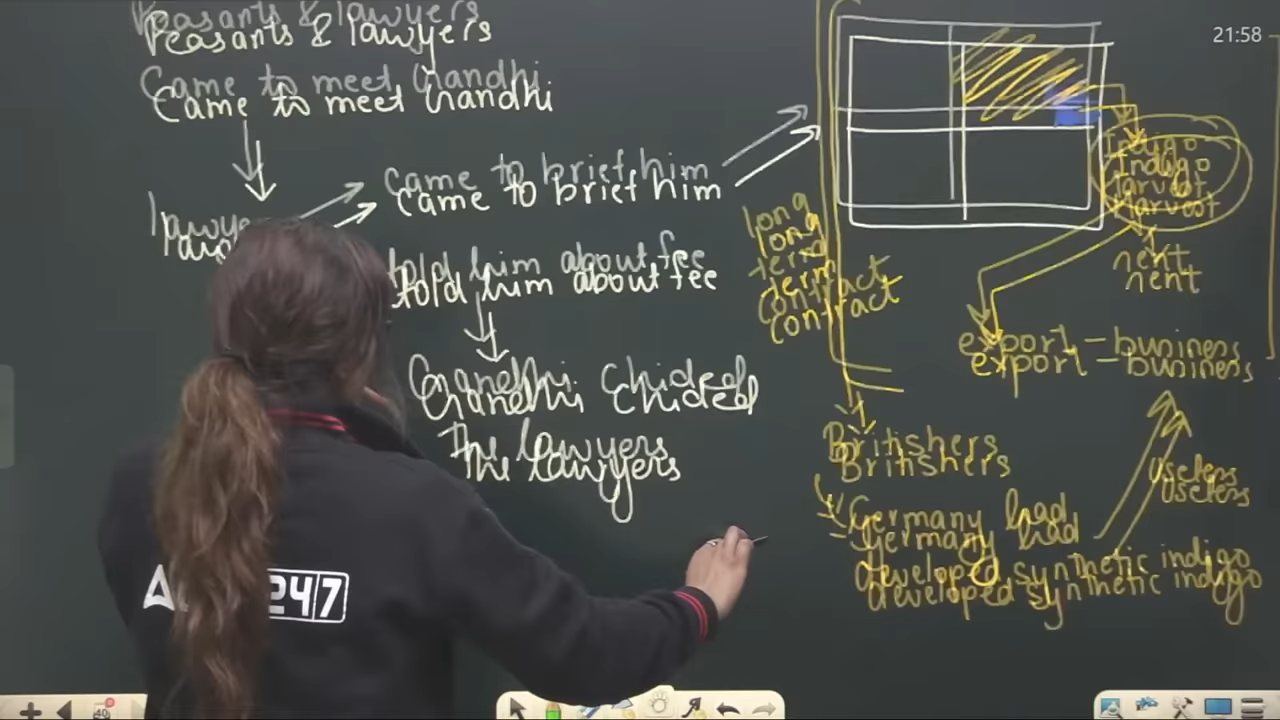 21:58
Peasants & lawyers
Came to meet Gandhi
Came to brief him
told him about fee
Gandhi Chided
The lawyers
long
term
contract
Indigo
Harvest
rent
export - business
Britishers
Germany had
developed synthetic indigo
Useless
247